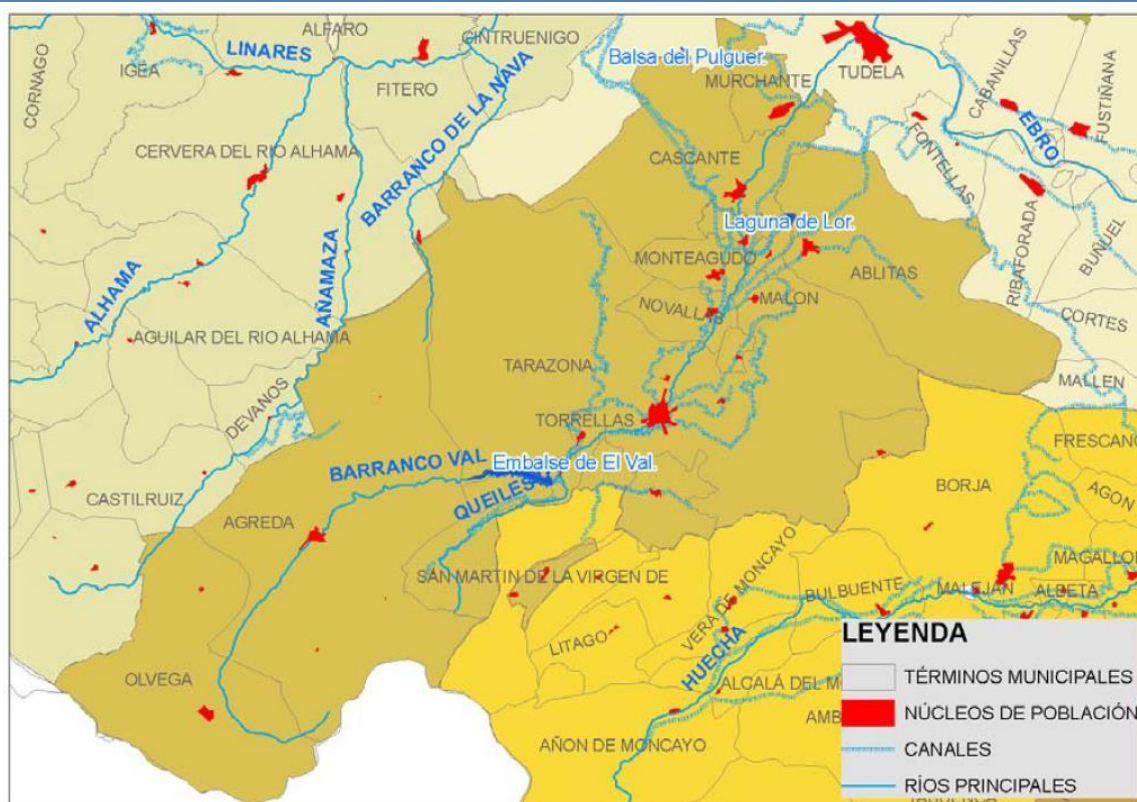 ALFARO
CINTRUENIGO
LINARES
Balsa del Pulguer.
IGEA
FITERO
MURCHANTE
TUDELA
CABANILLAS
FUSTIÑANA
CORNAGO
BARRANCO DE LA NAVA
EBRO
FONTELLAS
CERVERA DEL RIO ALHAMA
CASCANTE
Laguna de Lor.
RIBAFORADA
BUÑUEL
MONTEAGUDO
ABLITAS
ALHAMA
AÑAMAZA
NOVALLAS
MALON
CORTES
AGUILAR DEL RIO ALHAMA
TARAZONA
MALLEN
DEVANOS
TORRELLAS
FRESCANO
BARRANCO VAL
Embalse de El Val.
QUEILES
BORJA
AGON
CASTILRUIZ
AGREDA
MAGALLON
SAN MARTIN DE LA VIRGEN DE
VERA DE MONCAYO
BULBUENTE
MALEJAN
ALBETA
LITAGO
HUECHA
OLVEGA
ALCALÁ DEL M
AMB
AÑON DE MONCAYO
LEYENDA
TÉRMINOS MUNICIPALES
NÚCLEOS DE POBLACIÓN
CANALES
RÍOS PRINCIPALES